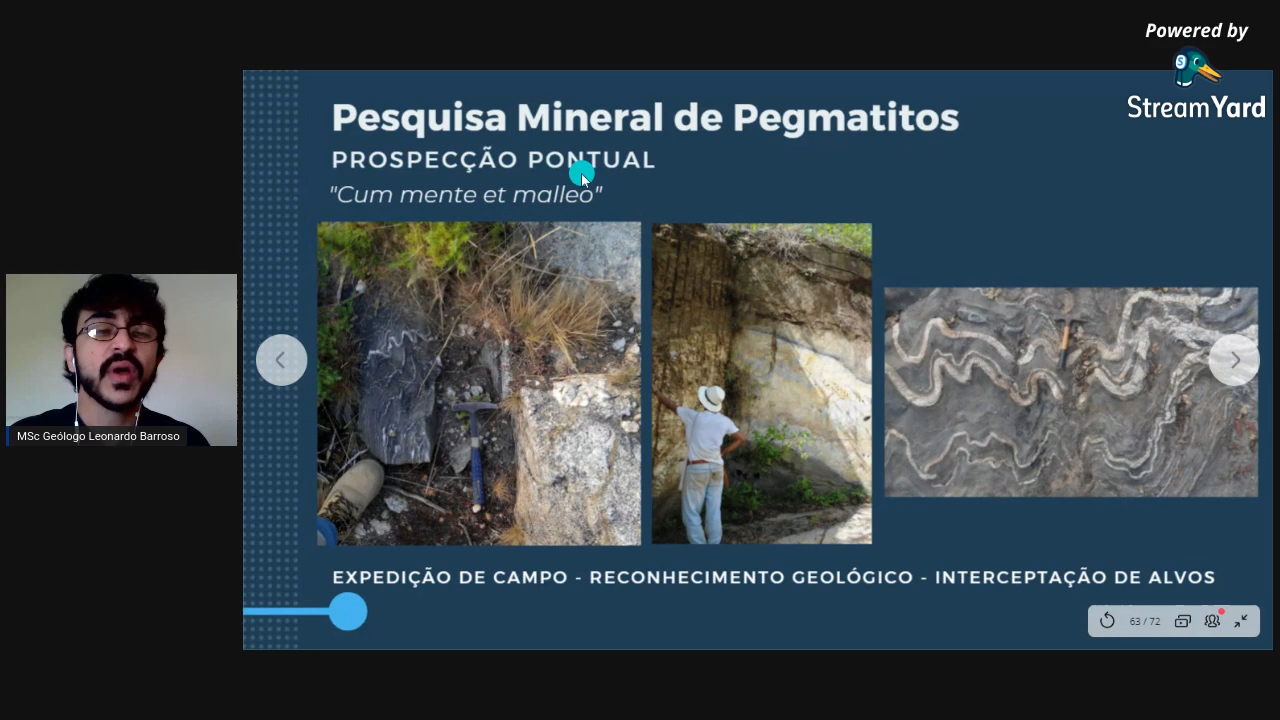 Powered by
StreamYard
Pesquisa Mineral de Pegmatitos
PROSPECÇÃO PONTUAL
"Cum mente et malleo"
MSc Geólogo Leonardo Barroso
EXPEDIÇÃO DE CAMPO - RECONHECIMENTO GEOLÓGICO - INTERCEPTAÇÃO DE ALVOS
63 / 72